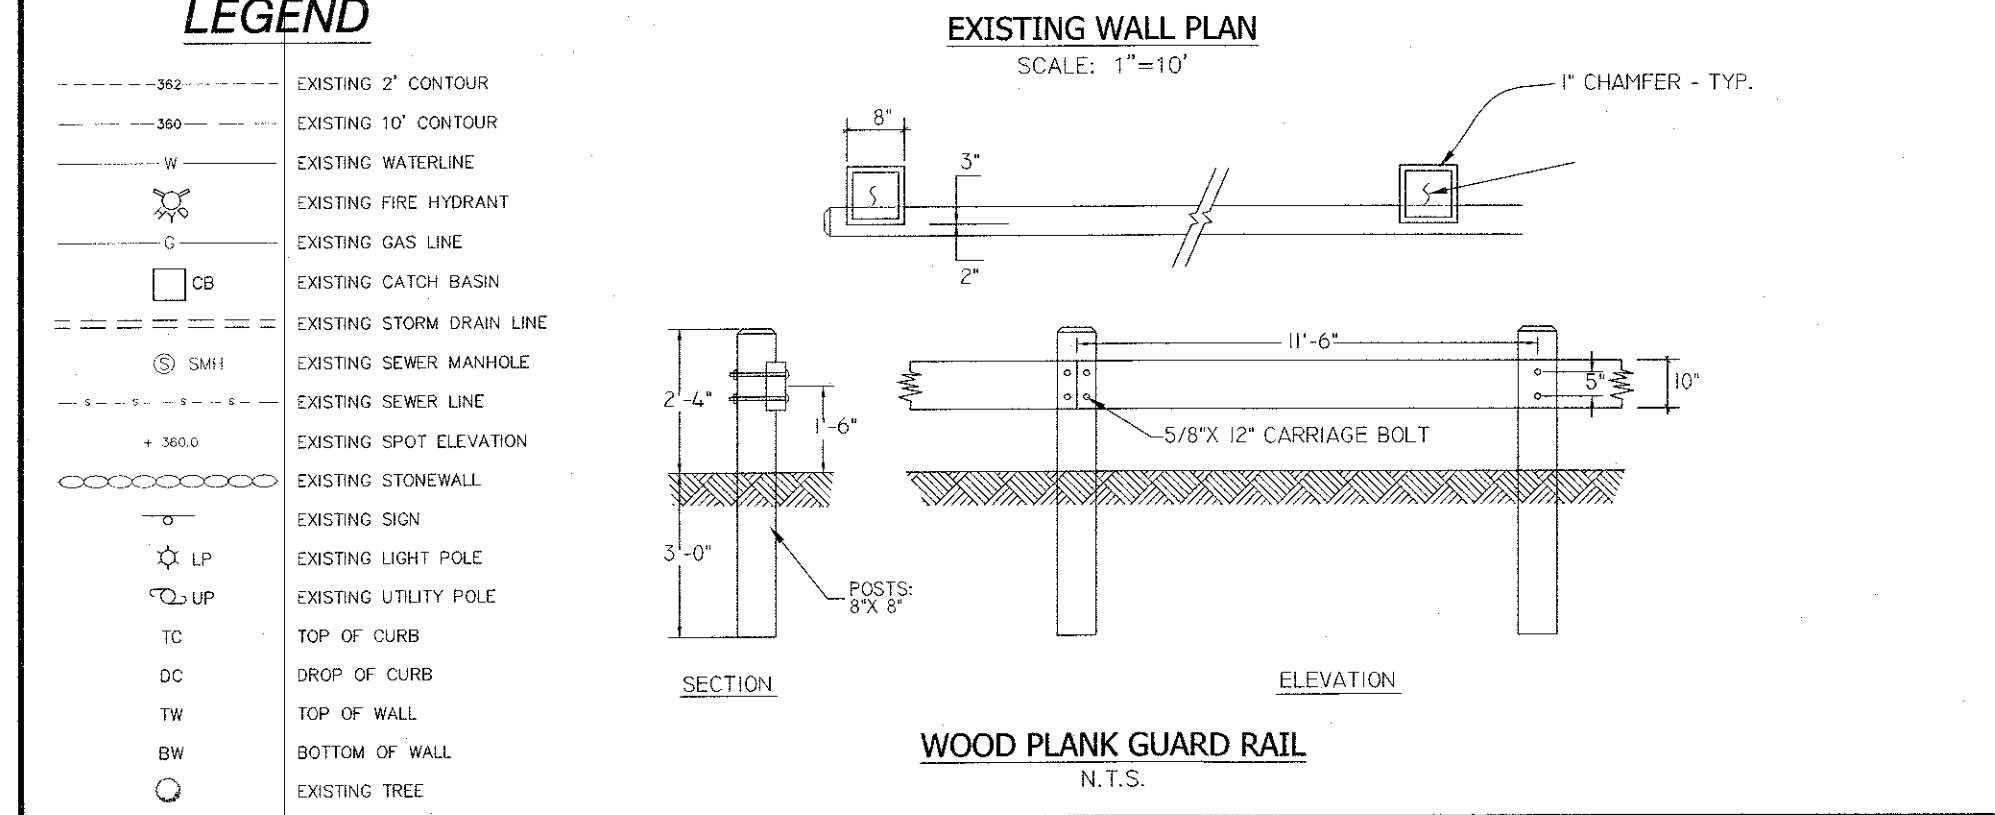 LEGEND
362 EXISTING 2' CONTOUR
360 EXISTING 10' CONTOUR
W EXISTING WATERLINE
EXISTING FIRE HYDRANT
G EXISTING GAS LINE
CB EXISTING CATCH BASIN
EXISTING STORM DRAIN LINE
S SMH EXISTING SEWER MANHOLE
S S S S EXISTING SEWER LINE
+ 360.0 EXISTING SPOT ELEVATION
EXISTING STONEWALL
EXISTING SIGN
LP EXISTING LIGHT POLE
UP EXISTING UTILITY POLE
TC TOP OF CURB
DC DROP OF CURB
TW TOP OF WALL
BW BOTTOM OF WALL
EXISTING TREE
EXISTING WALL PLAN
SCALE: 1"=10'
1" CHAMFER - TYP.
8"
3"
2"
2'-4"
1'-6"
3'-0"
POSTS:
8"X 8"
SECTION
11'-6"
5"
10"
5/8"X 12" CARRIAGE BOLT
ELEVATION
WOOD PLANK GUARD RAIL
N.T.S.